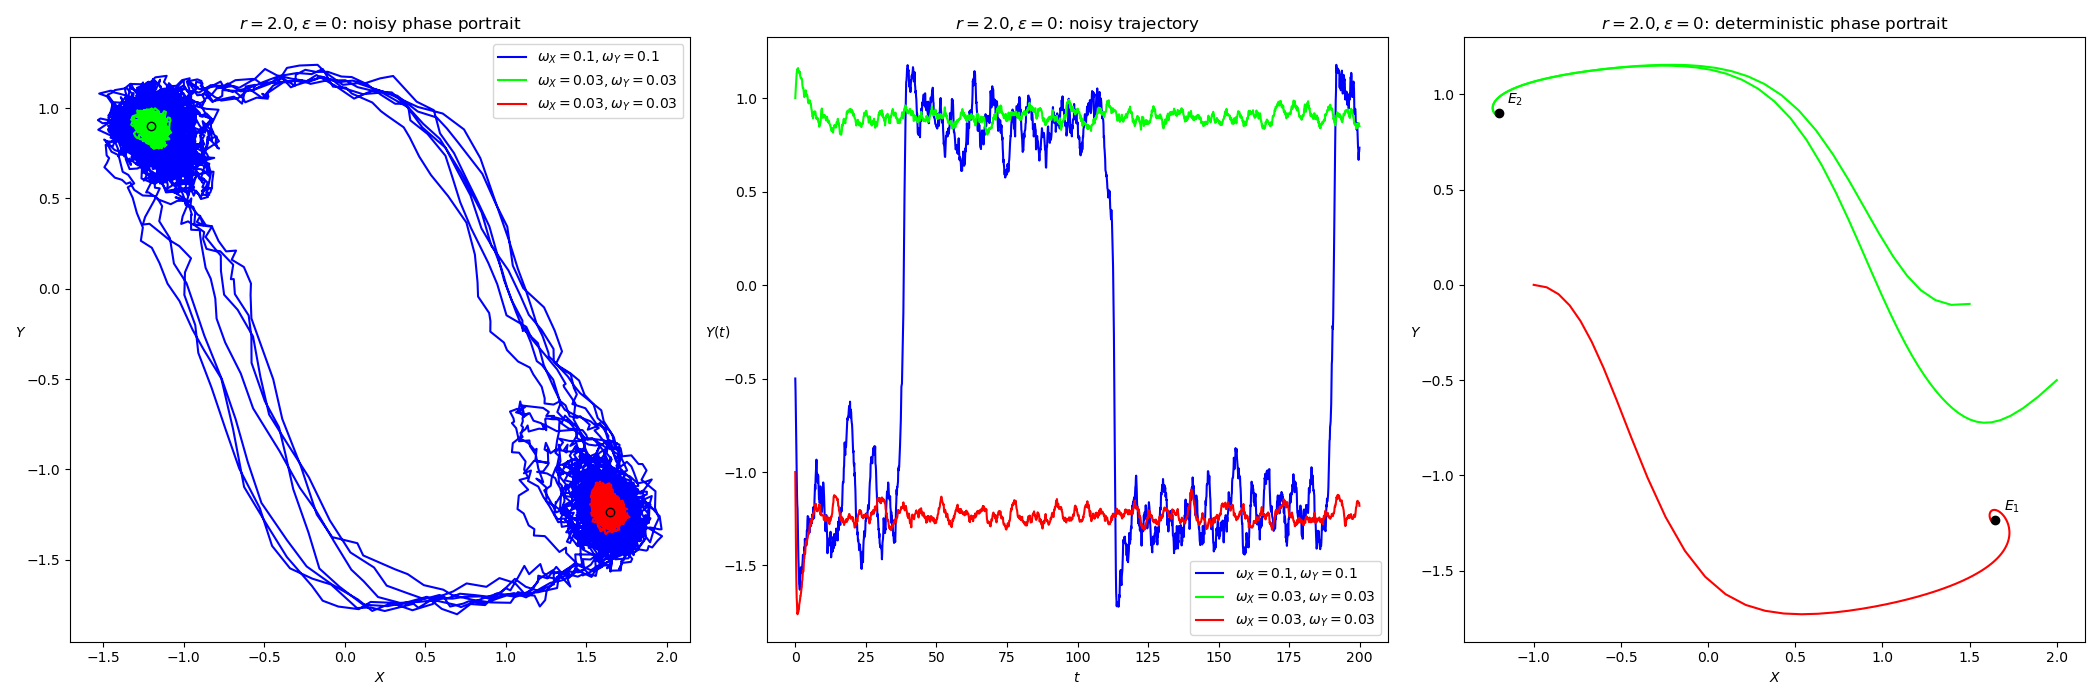 r = 2.0, ε = 0: noisy phase portrait
ω_X = 0.1, ω_Y = 0.1
ω_X = 0.03, ω_Y = 0.03
ω_X = 0.03, ω_Y = 0.03
1.0
0.5
0.0
Y
−0.5
−1.0
−1.5
−1.5 −1.0 −0.5 0.0 0.5 1.0 1.5 2.0
X
r = 2.0, ε = 0: noisy trajectory
1.0
0.5
0.0
Y(t)
−0.5
−1.0
−1.5
ω_X = 0.1, ω_Y = 0.1
ω_X = 0.03, ω_Y = 0.03
ω_X = 0.03, ω_Y = 0.03
0 25 50 75 100 125 150 175 200
t
r = 2.0, ε = 0: deterministic phase portrait
1.0
E_2
0.5
0.0
Y
−0.5
−1.0
E_1
−1.5
−1.0 −0.5 0.0 0.5 1.0 1.5 2.0
X